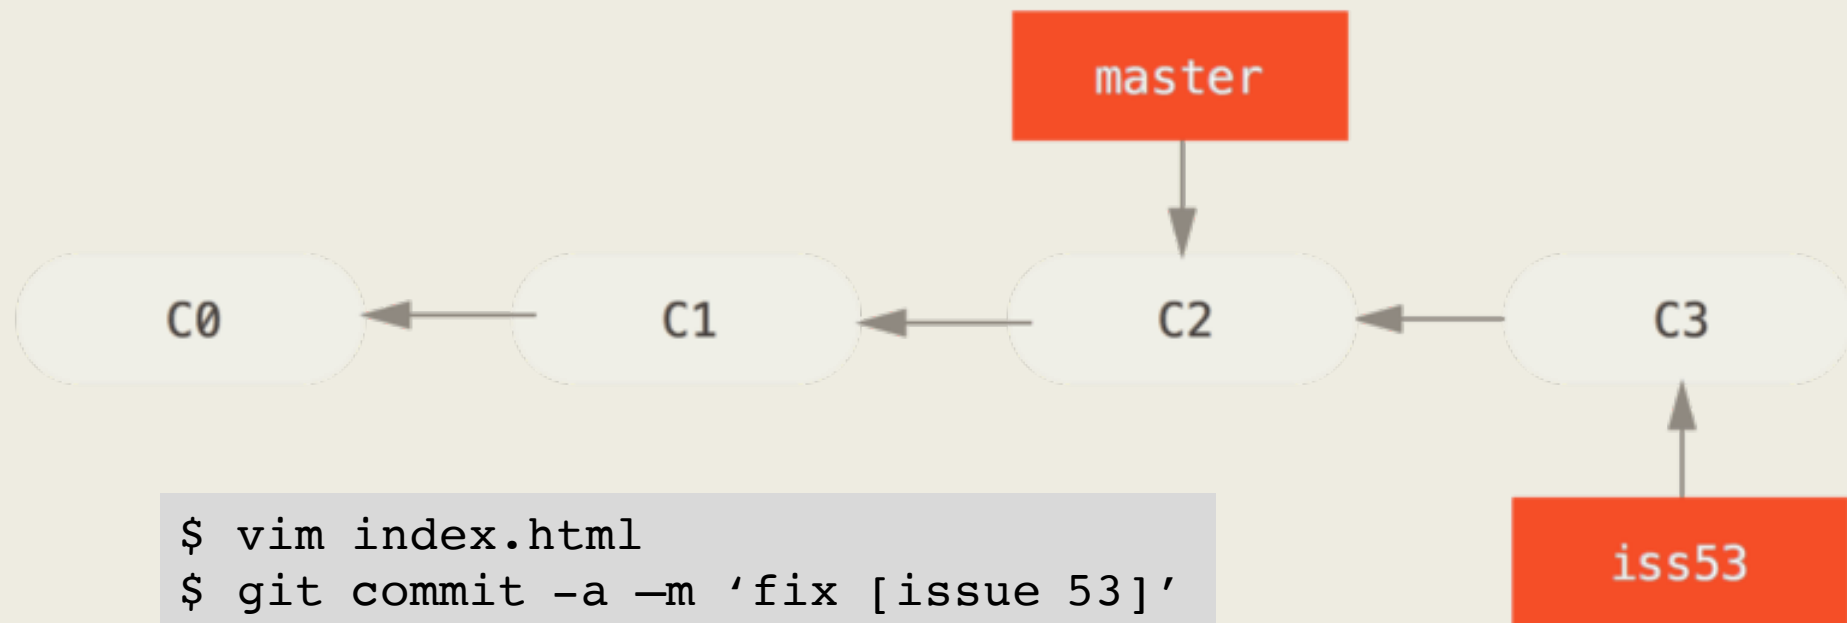 master
C0 C1 C2 C3
$ vim index.html
$ git commit –a –m ‘fix [issue 53]’
iss53